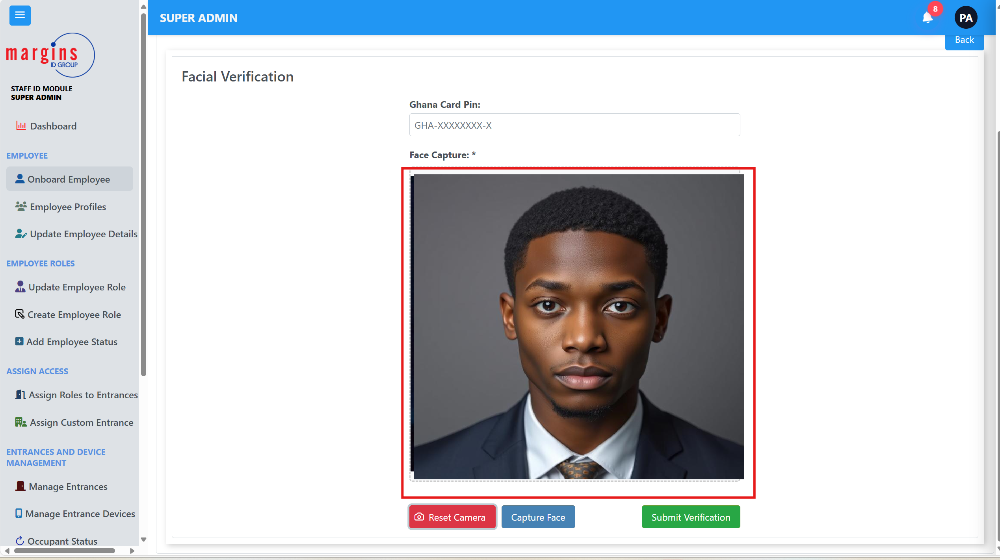 SUPER ADMIN
8
PA
Back
margins
ID GROUP
STAFF ID MODULE
SUPER ADMIN
Dashboard
EMPLOYEE
Onboard Employee
Employee Profiles
Update Employee Details
EMPLOYEE ROLES
Update Employee Role
Create Employee Role
Add Employee Status
ASSIGN ACCESS
Assign Roles to Entrances
Assign Custom Entrance
ENTRANCES AND DEVICE
MANAGEMENT
Manage Entrances
Manage Entrance Devices
Occupant Status
Facial Verification
Ghana Card Pin:
GHA-XXXXXXXX-X
Face Capture: *
Reset Camera
Capture Face
Submit Verification